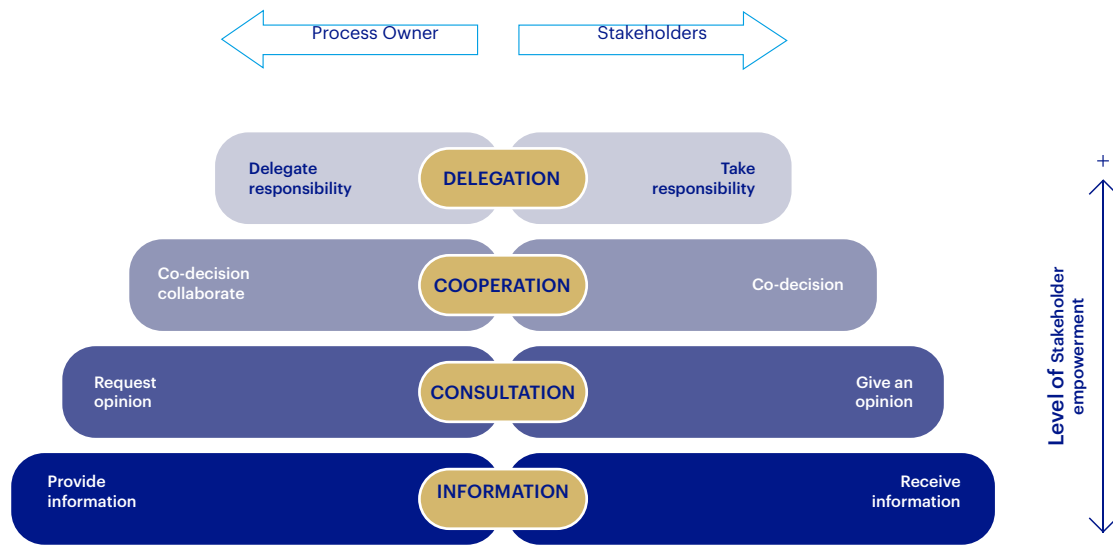 Process Owner
Stakeholders
Delegate
responsibility
DELEGATION
Take
responsibility
Co-decision
collaborate
COOPERATION
Co-decision
Request
opinion
CONSULTATION
Give an
opinion
Provide
information
INFORMATION
Receive
information
+
Level of Stakeholder
empowerment